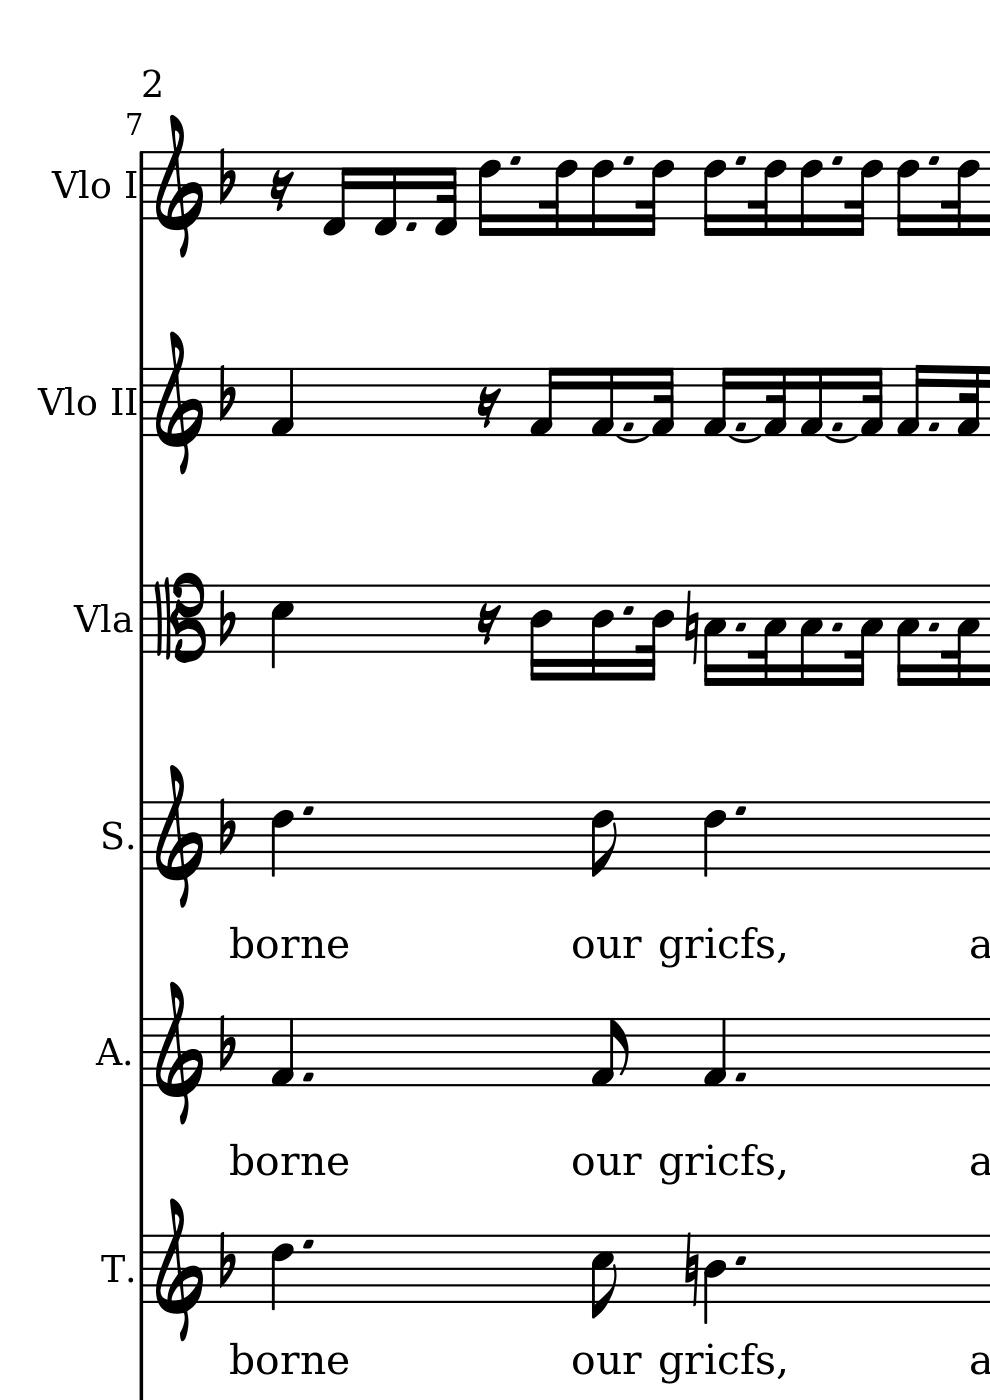 2
7
Vlo I
Vlo II
Vla
S.
borne our gricfs, a
A.
borne our gricfs, a
T.
borne our gricfs, a